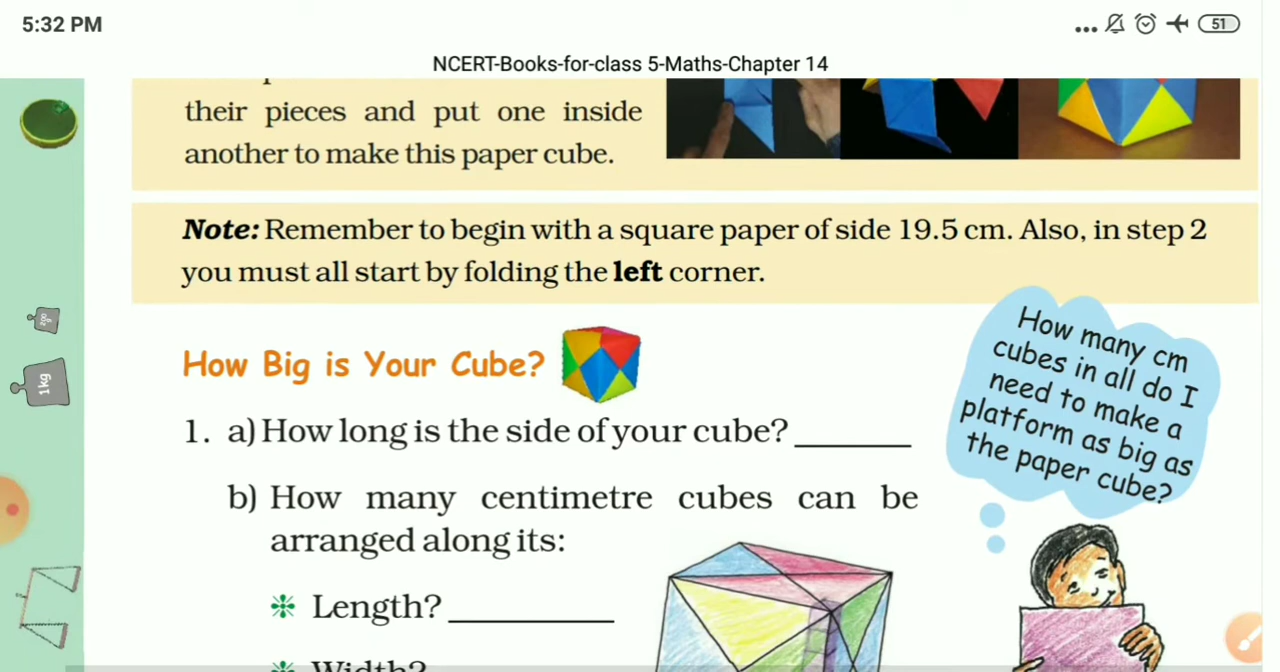 5:32 PM
51
NCERT-Books-for-class 5-Maths-Chapter 14
their pieces and put one inside
another to make this paper cube.
Note: Remember to begin with a square paper of side 19.5 cm. Also, in step 2
you must all start by folding the left corner.
How Big is Your Cube?
1. a) How long is the side of your cube?
b) How many centimetre cubes can be
arranged along its:
Length?
Width?
How many cm
cubes in all do I
need to make a
platform as big as
the paper cube?
200 g
1 kg